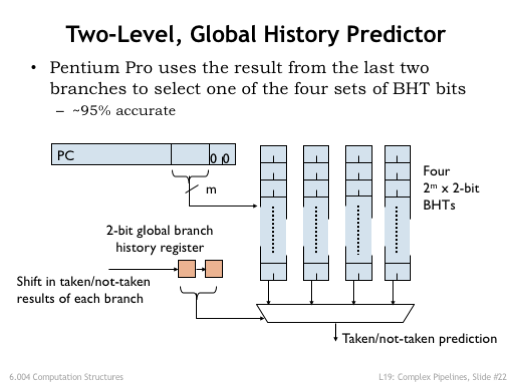 Two-Level, Global History Predictor
• Pentium Pro uses the result from the last two
branches to select one of the four sets of BHT bits
– ~95% accurate
PC
0 0
m
Four
2ᵐ x 2-bit
BHTs
2-bit global branch
history register
Shift in taken/not-taken
results of each branch
Taken/not-taken prediction
6.004 Computation Structures
L19: Complex Pipelines, Slide #22